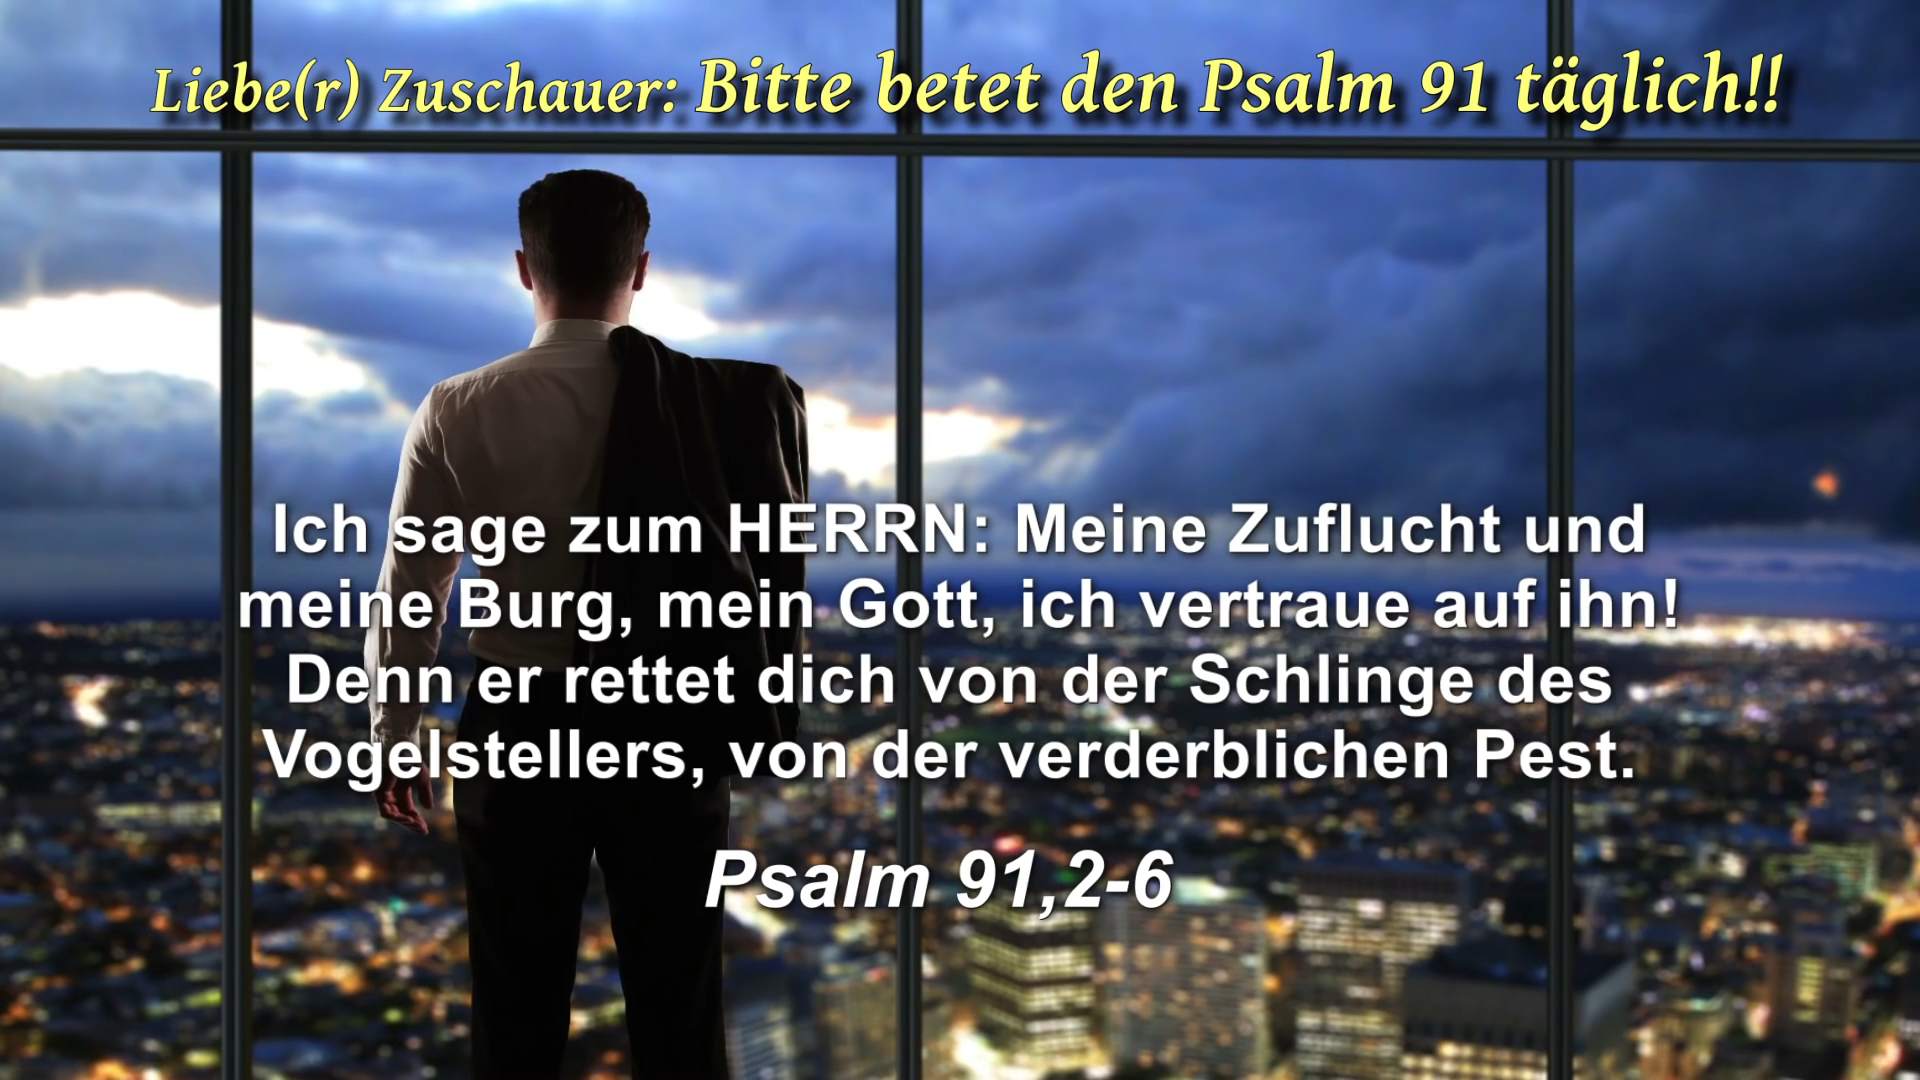 Liebe(r) Zuschauer: Bitte betet den Psalm 91 täglich!!
Ich sage zum HERRN: Meine Zuflucht und
meine Burg, mein Gott, ich vertraue auf ihn!
Denn er rettet dich von der Schlinge des
Vogelstellers, von der verderblichen Pest.
Psalm 91,2-6